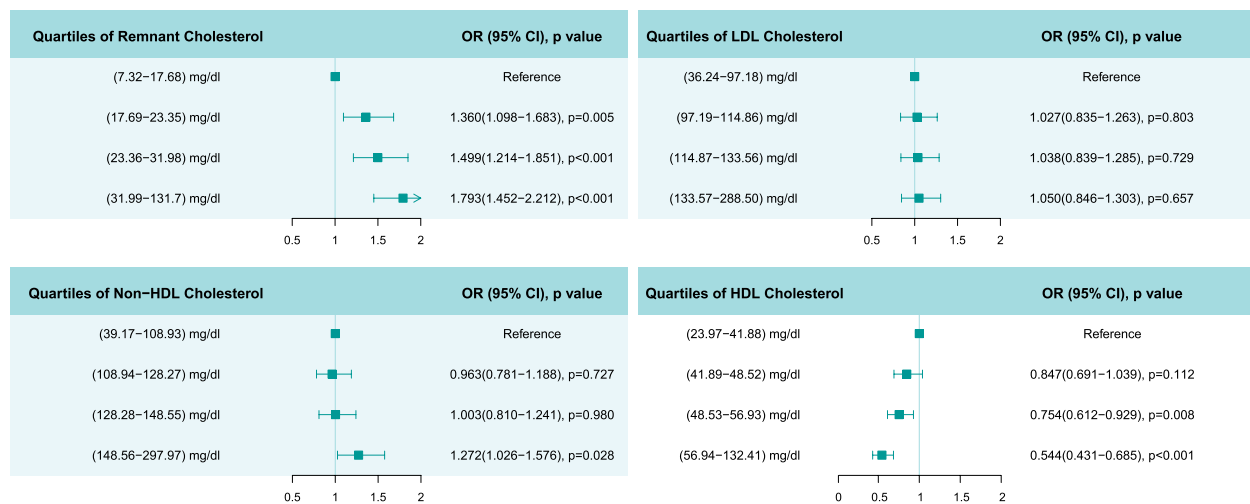 Quartiles of Remnant Cholesterol OR (95% CI), p value
(7.32−17.68) mg/dl Reference
(17.69−23.35) mg/dl 1.360(1.098−1.683), p=0.005
(23.36−31.98) mg/dl 1.499(1.214−1.851), p<0.001
(31.99−131.7) mg/dl 1.793(1.452−2.212), p<0.001
0.5 1 1.5 2
Quartiles of LDL Cholesterol OR (95% CI), p value
(36.24−97.18) mg/dl Reference
(97.19−114.86) mg/dl 1.027(0.835−1.263), p=0.803
(114.87−133.56) mg/dl 1.038(0.839−1.285), p=0.729
(133.57−288.50) mg/dl 1.050(0.846−1.303), p=0.657
0.5 1 1.5 2
Quartiles of Non−HDL Cholesterol OR (95% CI), p value
(39.17−108.93) mg/dl Reference
(108.94−128.27) mg/dl 0.963(0.781−1.188), p=0.727
(128.28−148.55) mg/dl 1.003(0.810−1.241), p=0.980
(148.56−297.97) mg/dl 1.272(1.026−1.576), p=0.028
0.5 1 1.5 2
Quartiles of HDL Cholesterol OR (95% CI), p value
(23.97−41.88) mg/dl Reference
(41.89−48.52) mg/dl 0.847(0.691−1.039), p=0.112
(48.53−56.93) mg/dl 0.754(0.612−0.929), p=0.008
(56.94−132.41) mg/dl 0.544(0.431−0.685), p<0.001
0 0.5 1 1.5 2